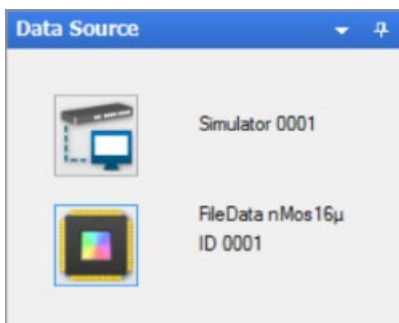 Data Source
Simulator 0001
FileData nMos16µ
ID 0001